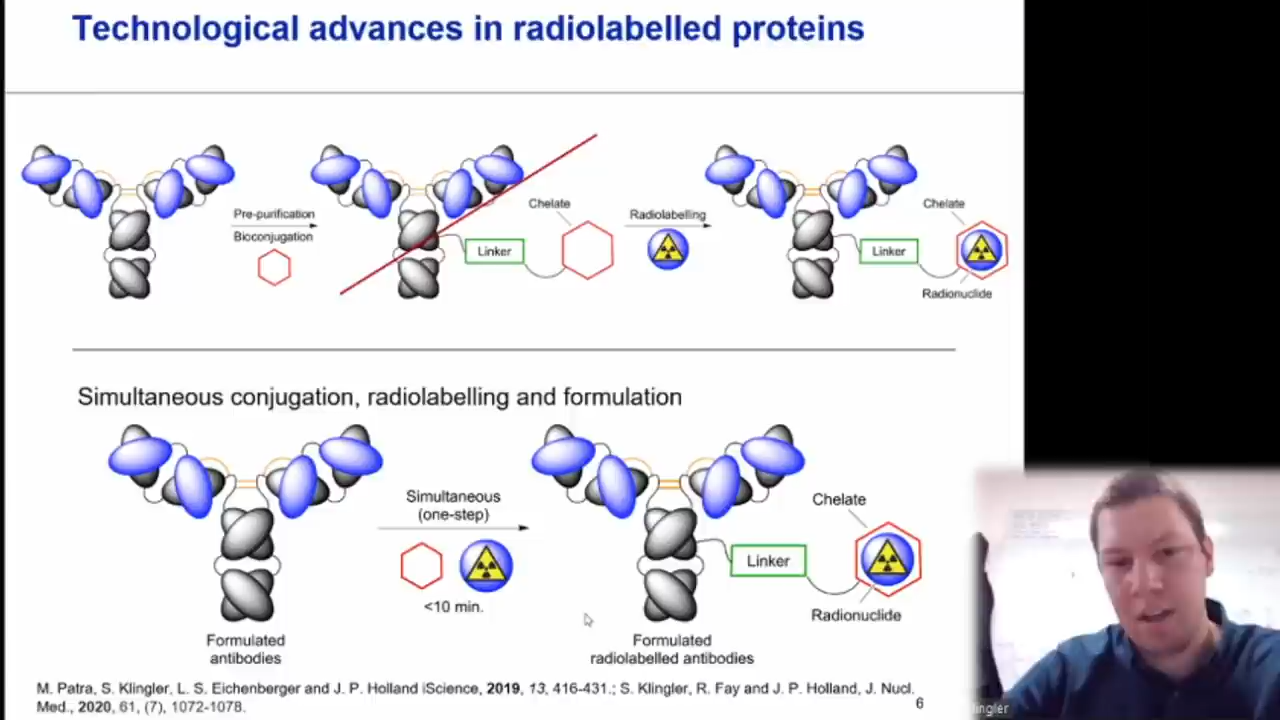 Technological advances in radiolabelled proteins
Pre-purification
Bioconjugation
Chelate
Linker
Radiolabelling
Chelate
Linker
Radionuclide
Simultaneous conjugation, radiolabelling and formulation
Simultaneous
(one-step)
<10 min.
Chelate
Linker
Radionuclide
Formulated
antibodies
Formulated
radiolabelled antibodies
M. Patra, S. Klingler, L. S. Eichenberger and J. P. Holland iScience, 2019, 13, 416-431.; S. Klingler, R. Fay and J. P. Holland, J. Nucl.
Med., 2020, 61, (7), 1072-1078.
6
lingler